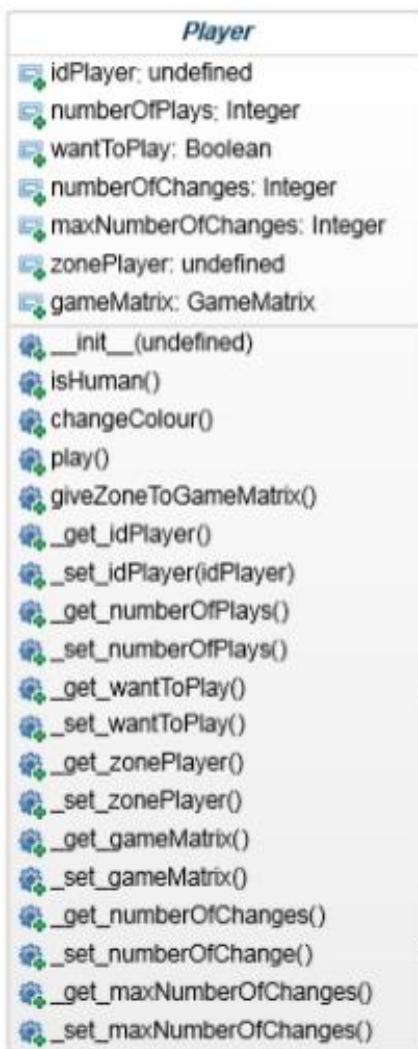 Player
idPlayer: undefined
numberOfPlays: Integer
wantToPlay: Boolean
numberOfChanges: Integer
maxNumberOfChanges: Integer
zonePlayer: undefined
gameMatrix: GameMatrix
__init__(undefined)
isHuman()
changeColour()
play()
giveZoneToGameMatrix()
_get_idPlayer()
_set_idPlayer(idPlayer)
_get_numberOfPlays()
_set_numberOfPlays()
_get_wantToPlay()
_set_wantToPlay()
_get_zonePlayer()
_set_zonePlayer()
_get_gameMatrix()
_set_gameMatrix()
_get_numberOfChanges()
_set_numberOfChange()
_get_maxNumberOfChanges()
_set_maxNumberOfChanges()